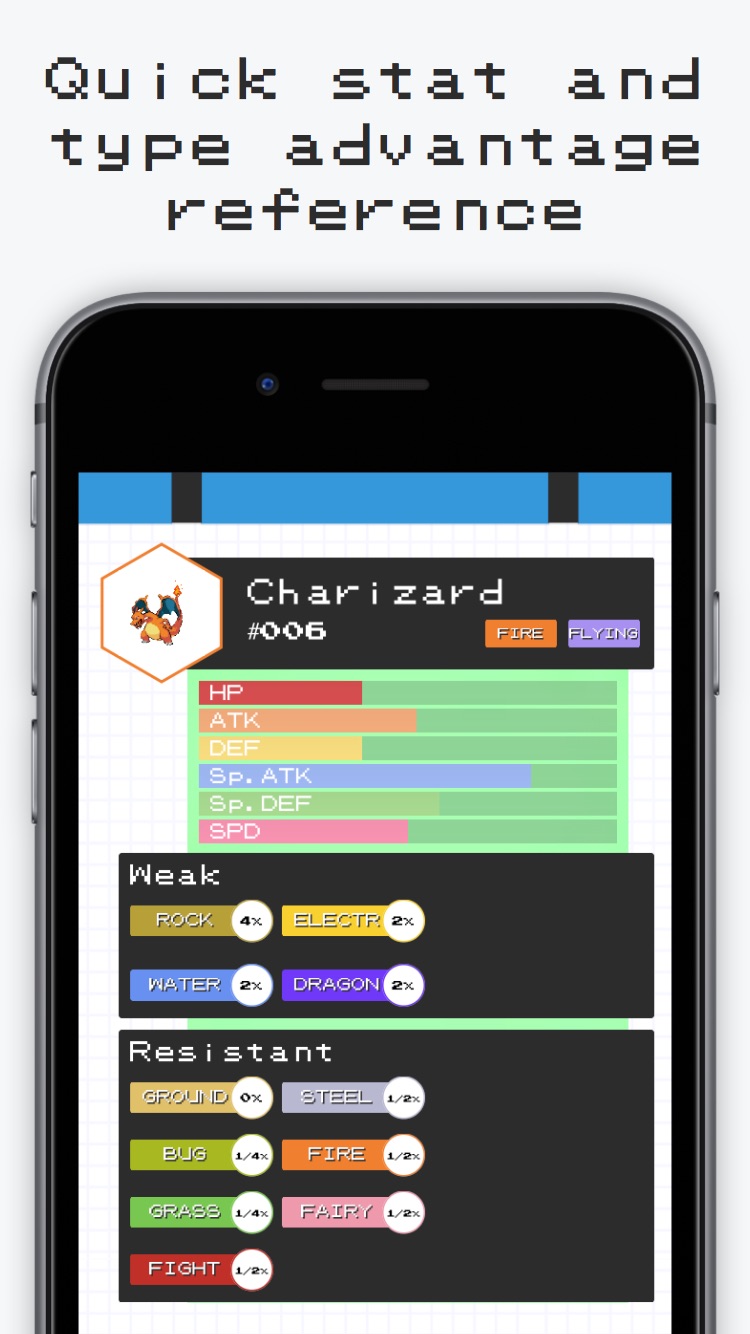 Quick stat and
type advantage
reference
Charizard
#006
FIRE FLYING
HP
ATK
DEF
Sp.ATK
Sp.DEF
SPD
Weak
ROCK 4x ELECTR 2x
WATER 2x DRAGON 2x
Resistant
GROUND 0x STEEL 1/2x
BUG 1/4x FIRE 1/2x
GRASS 1/4x FAIRY 1/2x
FIGHT 1/2x